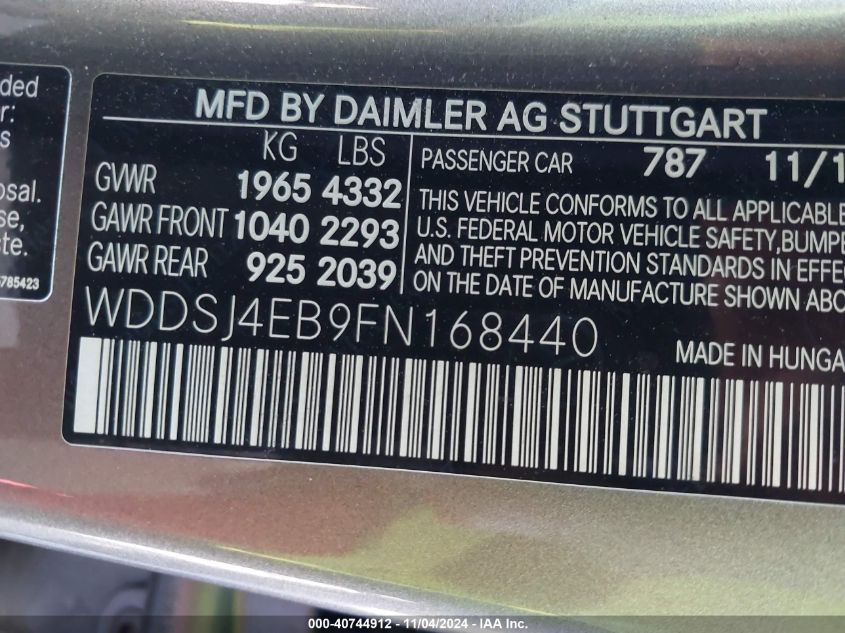 ded
r:
s
osal.
se,
te.
785423
MFD BY DAIMLER AG STUTTGART
KG LBS
GVWR 1965 4332
GAWR FRONT 1040 2293
GAWR REAR 925 2039
PASSENGER CAR 787 11/1
THIS VEHICLE CONFORMS TO ALL APPLICABLE
U.S. FEDERAL MOTOR VEHICLE SAFETY,BUMPE
AND THEFT PREVENTION STANDARDS IN EFFEC
ON THE DATE OF MANUFACTURE SHOWN ABO
WDDSJ4EB9FN168440
MADE IN HUNGA
000-40744912 - 11/04/2024 - IAA Inc.